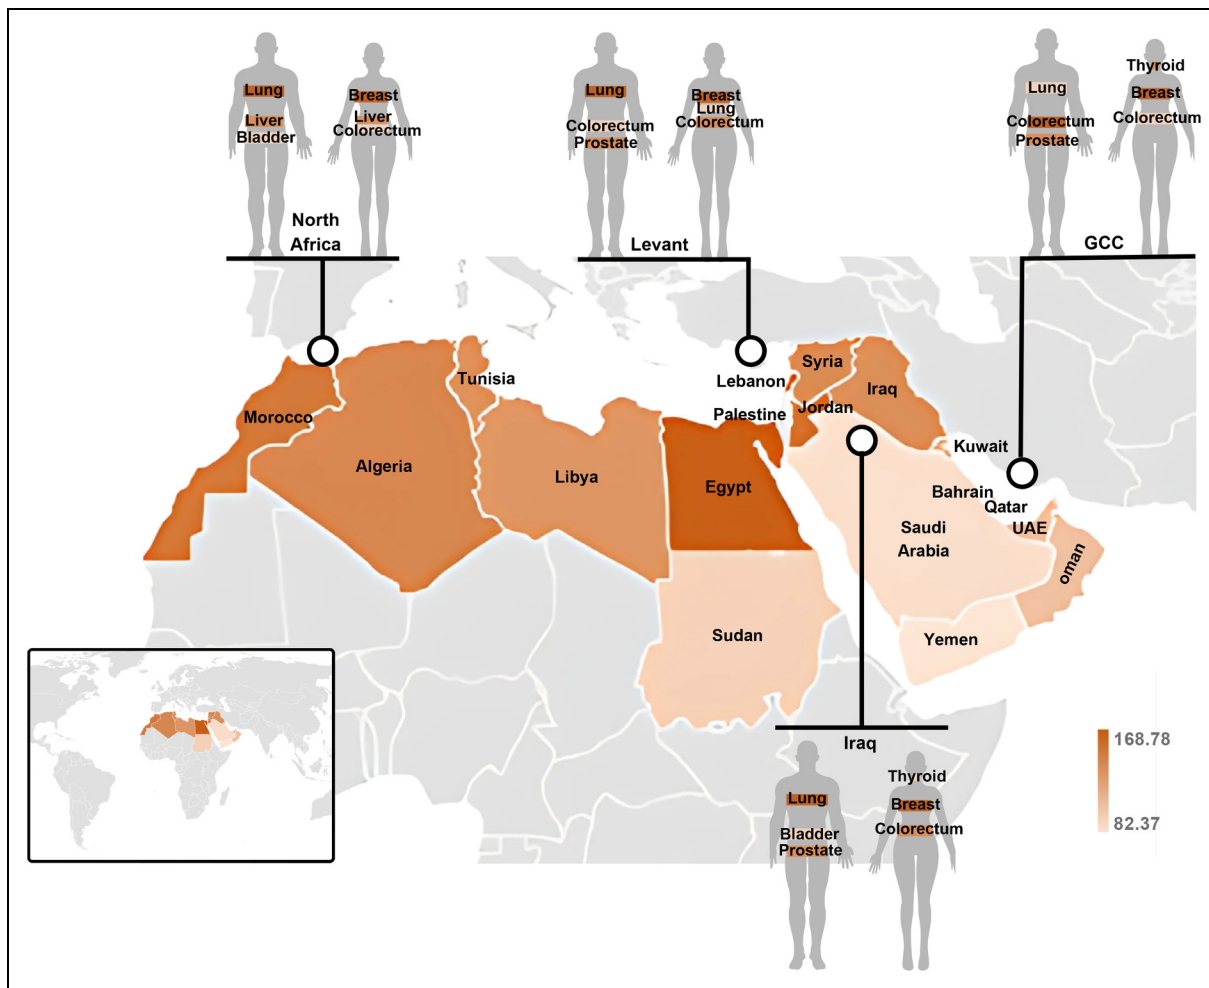 Lung
Liver
Bladder
Breast
Liver
Colorectum
North
Africa
Lung
Colorectum
Prostate
Breast
Lung
Colorectum
Levant
Lung
Colorectum
Prostate
Thyroid
Breast
Colorectum
GCC
Morocco
Algeria
Tunisia
Libya
Egypt
Sudan
Lebanon
Palestine
Syria
Jordan
Iraq
Kuwait
Bahrain
Qatar
UAE
Saudi
Arabia
oman
Yemen
Iraq
Lung
Bladder
Prostate
Thyroid
Breast
Colorectum
168.78
82.37